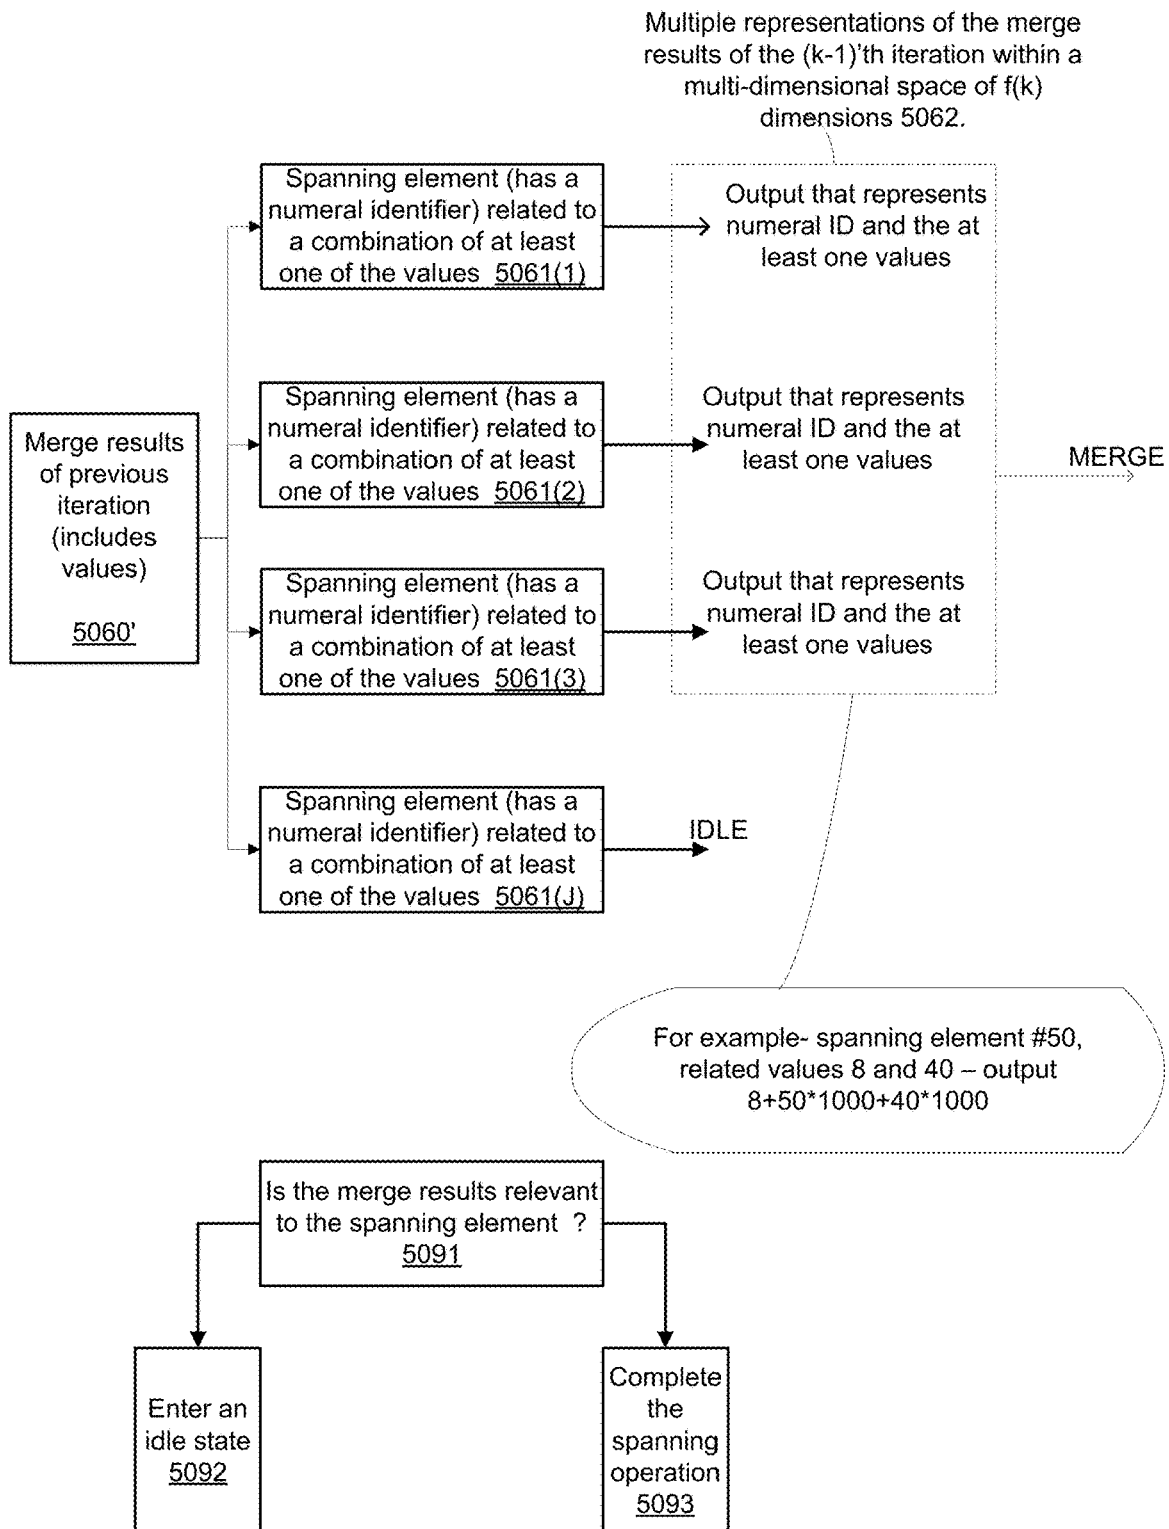 Multiple representations of the merge
results of the (k-1)'th iteration within a
multi-dimensional space of f(k)
dimensions 5062.
Spanning element (has a
numeral identifier) related to
a combination of at least
one of the values 5061(1)
Output that represents
numeral ID and the at
least one values
Merge results
of previous
iteration
(includes
values)
5060'
Spanning element (has a
numeral identifier) related to
a combination of at least
one of the values 5061(2)
Output that represents
numeral ID and the at
least one values
MERGE
Spanning element (has a
numeral identifier) related to
a combination of at least
one of the values 5061(3)
Output that represents
numeral ID and the at
least one values
Spanning element (has a
numeral identifier) related to
a combination of at least
one of the values 5061(J)
IDLE
For example- spanning element #50,
related values 8 and 40 – output
8+50*1000+40*1000
Is the merge results relevant
to the spanning element ?
5091
Enter an
idle state
5092
Complete
the
spanning
operation
5093